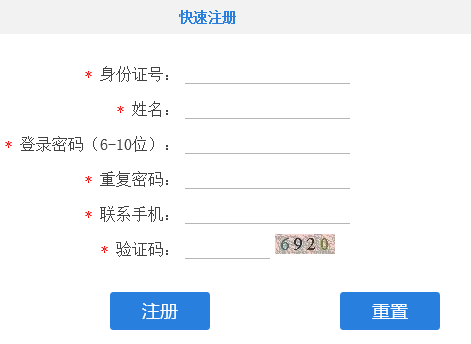 快速注册
* 身份证号：
* 姓名：
* 登录密码（6-10位）：
* 重复密码：
* 联系手机：
* 验证码： 6920
注册 重置